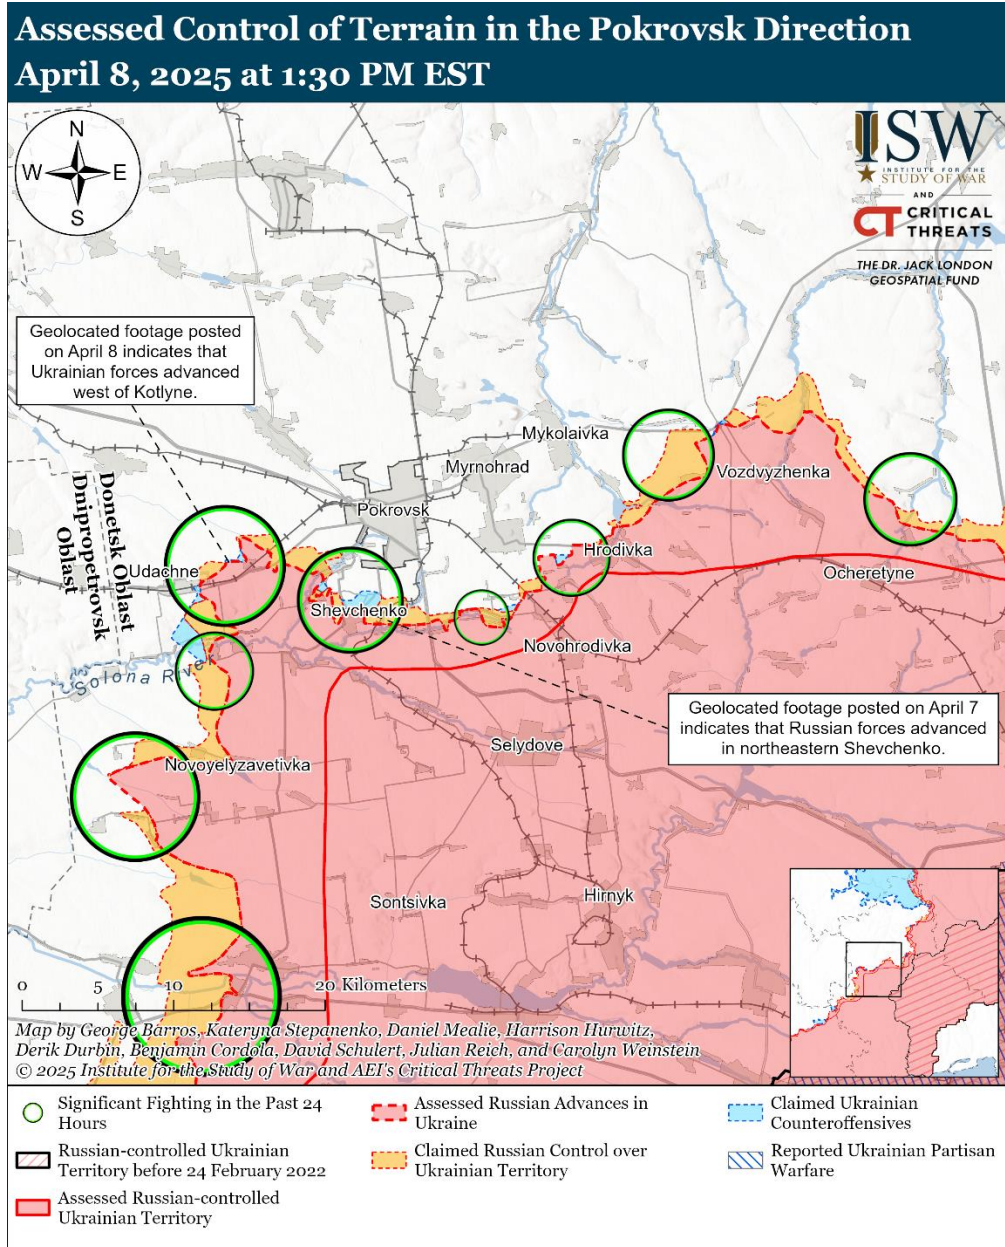 Assessed Control of Terrain in the Pokrovsk Direction
April 8, 2025 at 1:30 PM EST
N
W E
S
ISW
INSTITUTE FOR THE
STUDY OF WAR
AND
CT CRITICAL
THREATS
THE DR. JACK LONDON
GEOSPATIAL FUND
Geolocated footage posted
on April 8 indicates that
Ukrainian forces advanced
west of Kotlyne.
Mykolaivka
Myrnohrad
Vozdvyzhenka
Pokrovsk
Donetsk Oblast
Dnipropetrovsk
Oblast
Hrodivka
Udachne
Ocheretyne
Shevchenko
Novohrodivka
Solona River
Geolocated footage posted on April 7
indicates that Russian forces advanced
in northeastern Shevchenko.
Selydove
Novoyelyzavetivka
Sontsivka
Hirnyk
0 5 10 20 Kilometers
Map by George Barros, Kateryna Stepanenko, Daniel Mealie, Harrison Hurwitz,
Derik Durbin, Benjamin Cordola, David Schulert, Julian Reich, and Carolyn Weinstein
© 2025 Institute for the Study of War and AEI's Critical Threats Project
Significant Fighting in the Past 24
Hours
Russian-controlled Ukrainian
Territory before 24 February 2022
Assessed Russian-controlled
Ukrainian Territory
Assessed Russian Advances in
Ukraine
Claimed Russian Control over
Ukrainian Territory
Claimed Ukrainian
Counteroffensives
Reported Ukrainian Partisan
Warfare